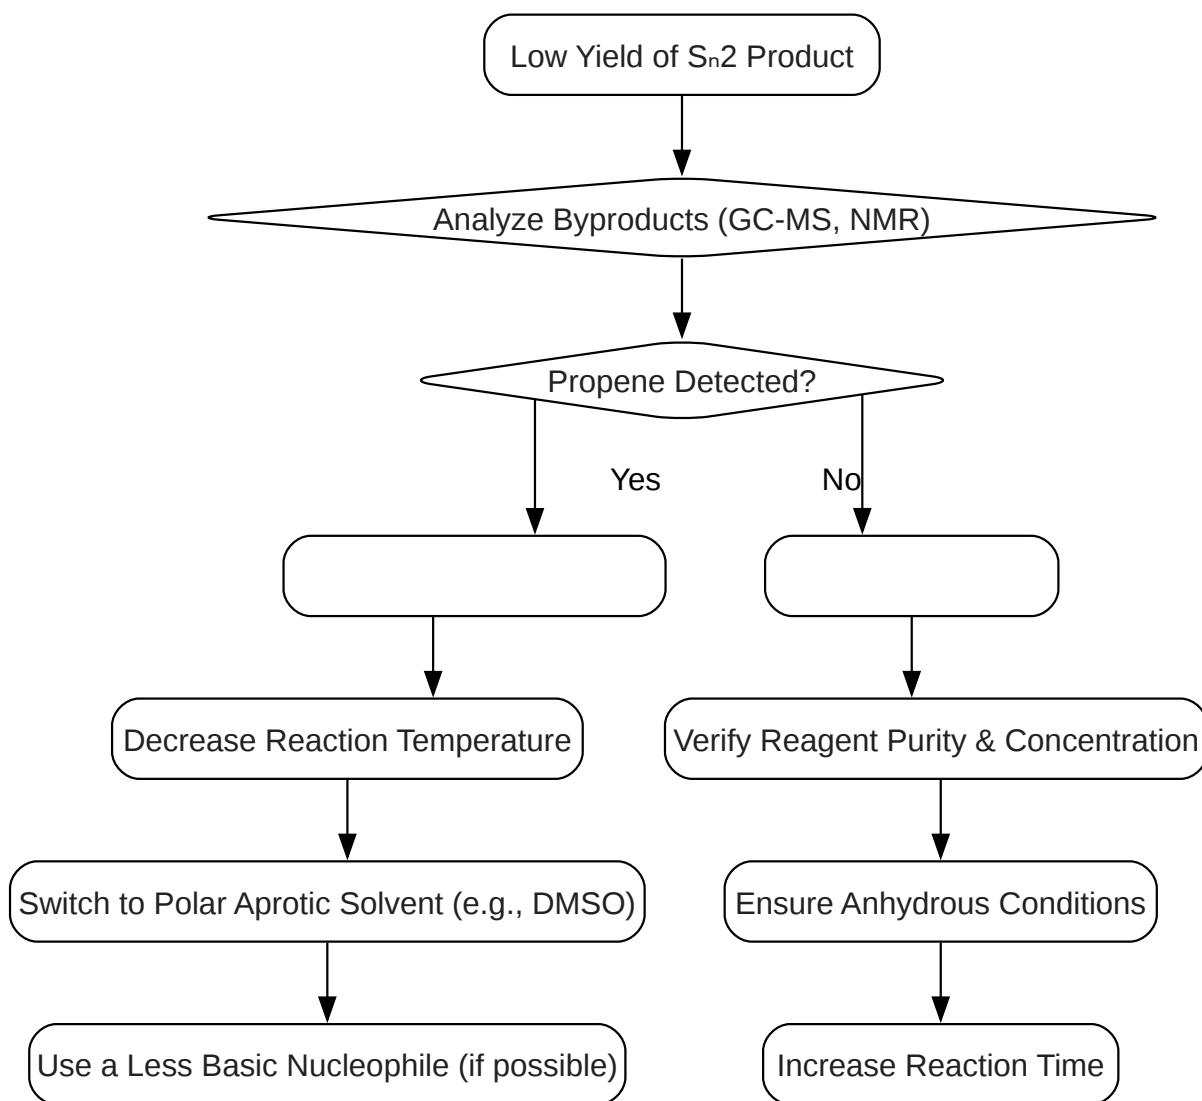 Low Yield of Sₙ2 Product
Analyze Byproducts (GC-MS, NMR)
Propene Detected?
Yes
No
Decrease Reaction Temperature
Verify Reagent Purity & Concentration
Switch to Polar Aprotic Solvent (e.g., DMSO)
Ensure Anhydrous Conditions
Use a Less Basic Nucleophile (if possible)
Increase Reaction Time